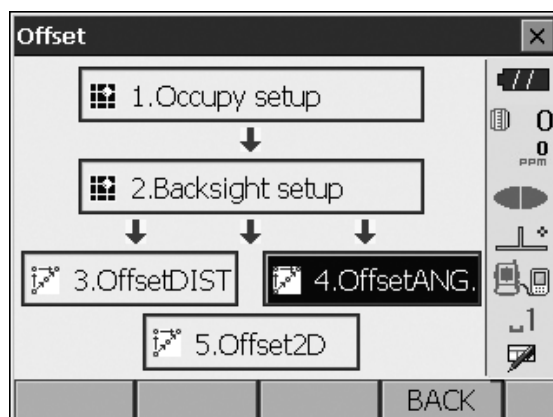 Offset
1.Occupy setup
2.Backsight setup
3.OffsetDIST
4.OffsetANG.
5.Offset2D
0
0
PPM
1
BACK